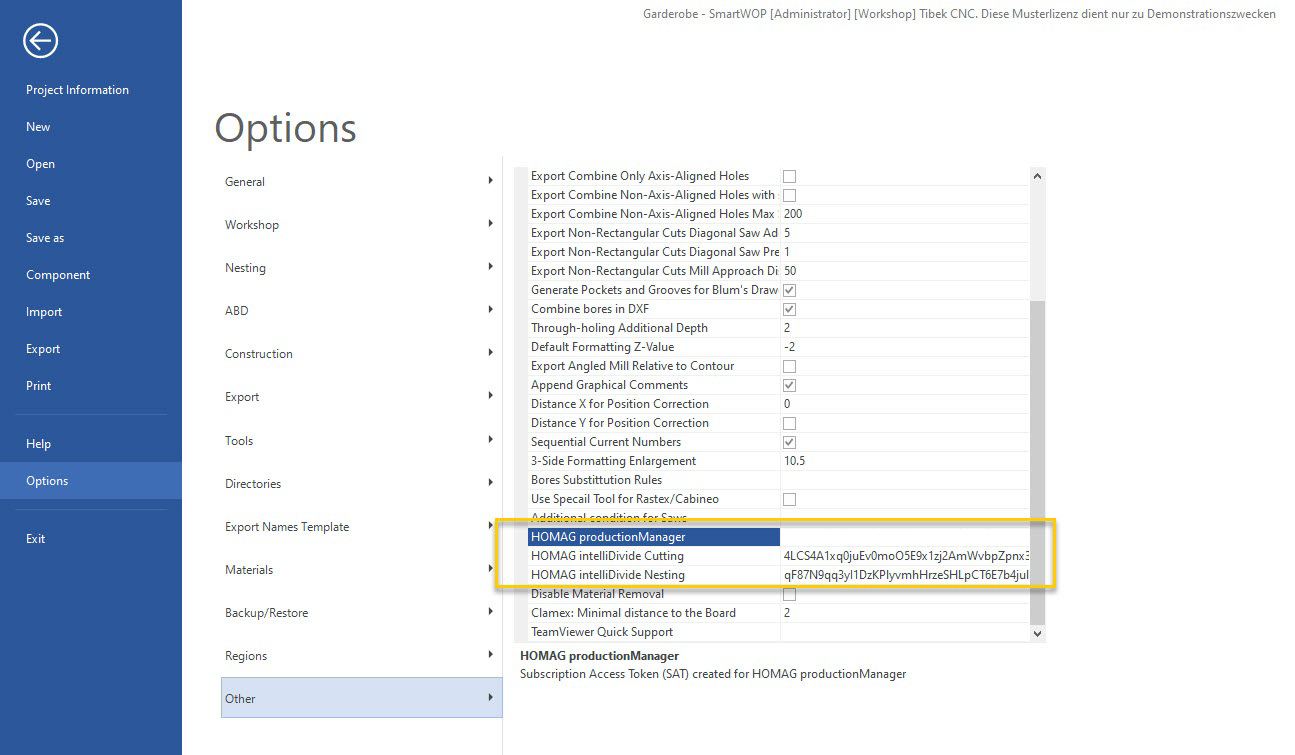 Garderobe - SmartWOP [Administrator] [Workshop] Tibek CNC. Diese Musterlizenz dient nur zu Demonstrationszwecken
Project Information
New
Open
Save
Save as
Component
Import
Export
Print
Help
Options
Exit
Options
General
Workshop
Nesting
ABD
Construction
Export
Tools
Directories
Export Names Template
Materials
Backup/Restore
Regions
Other
Export Combine Only Axis-Aligned Holes
Export Combine Non-Axis-Aligned Holes with
Export Combine Non-Axis-Aligned Holes Max 200
Export Non-Rectangular Cuts Diagonal Saw Ad 5
Export Non-Rectangular Cuts Diagonal Saw Pre 1
Export Non-Rectangular Cuts Mill Approach Di 50
Generate Pockets and Grooves for Blum's Draw
Combine bores in DXF
Through-holing Additional Depth 2
Default Formatting Z-Value -2
Export Angled Mill Relative to Contour
Append Graphical Comments
Distance X for Position Correction 0
Distance Y for Position Correction
Sequential Current Numbers
3-Side Formatting Enlargement 10.5
Bores Substittution Rules
Use Specail Tool for Rastex/Cabineo
Additional condition for Saws
HOMAG productionManager
HOMAG intelliDivide Cutting 4LCS4A1xq0juEv0moO5E9x1zj2AmWvbpZpnx3
HOMAG intelliDivide Nesting qF87N9qq3yl1DzKPlyvmhHrzeSHLpCT6E7b4jul
Disable Material Removal
Clamex: Minimal distance to the Board 2
TeamViewer Quick Support
HOMAG productionManager
Subscription Access Token (SAT) created for HOMAG productionManager